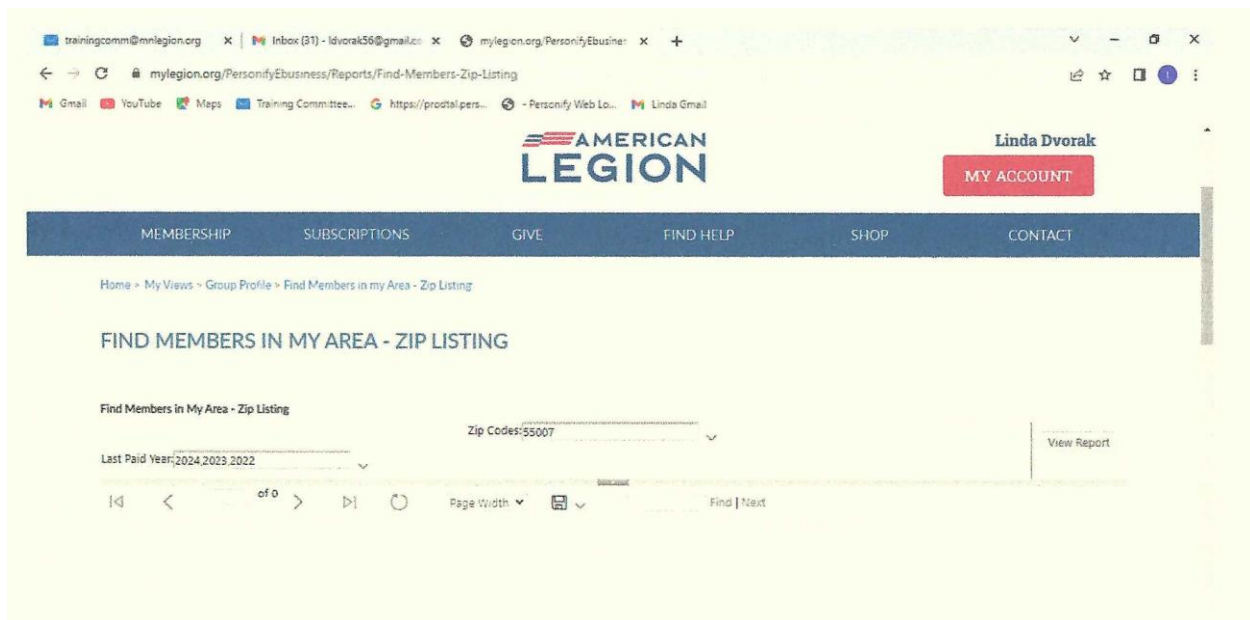 trainingcomm@mnlegion.org
Inbox (31) - ldvorak56@gmail.co
mylegion.org/PersonifyEbusines
mylegion.org/PersonifyEbusiness/Reports/Find-Members-Zip-Listing
Gmail YouTube Maps Training Committee... https://prodtal.pers... - Personify Web Lo... Linda Gmail
AMERICAN
LEGION
Linda Dvorak
MY ACCOUNT
MEMBERSHIP SUBSCRIPTIONS GIVE FIND HELP SHOP CONTACT
Home > My Views > Group Profile > Find Members in my Area - Zip Listing
FIND MEMBERS IN MY AREA - ZIP LISTING
Find Members in My Area - Zip Listing
Zip Codes:55007
View Report
Last Paid Year:2024,2023,2022
of 0
Page Width
Find | Next